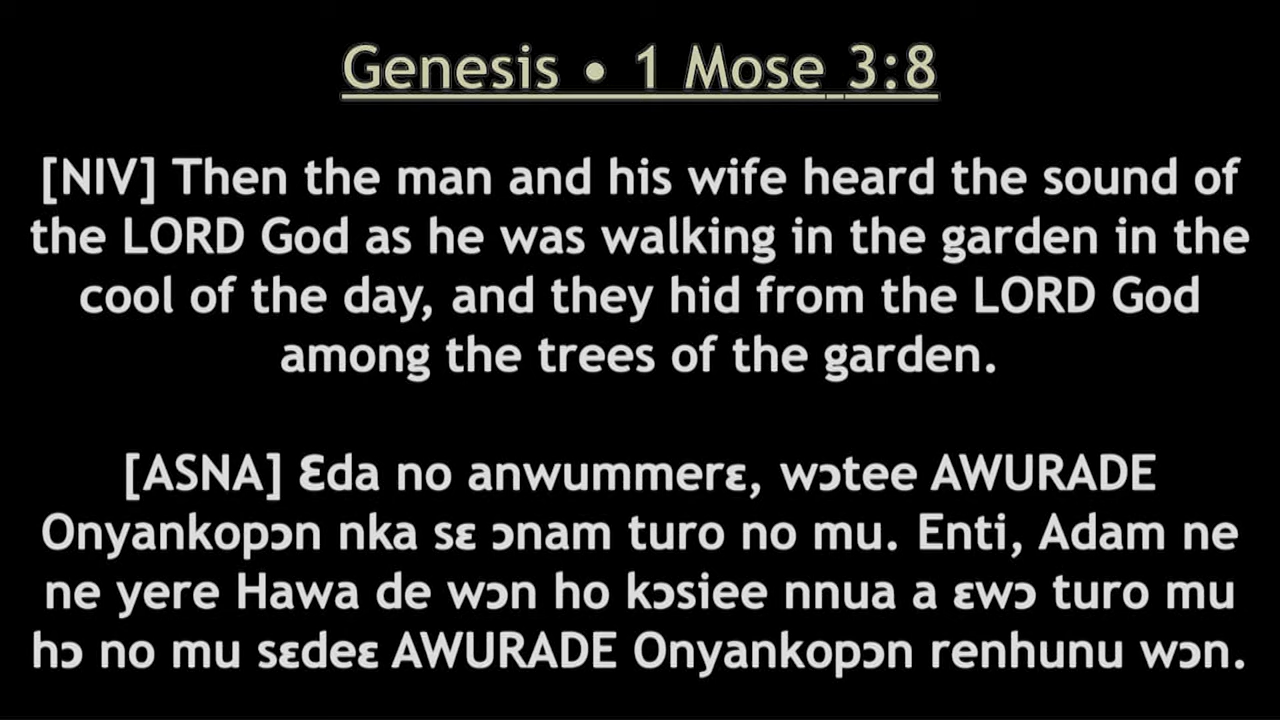 Genesis • 1 Mose 3:8
[NIV] Then the man and his wife heard the sound of
the LORD God as he was walking in the garden in the
cool of the day, and they hid from the LORD God
among the trees of the garden.
[ASNA] Ɛda no anwummerɛ, wɔtee AWURADE
Onyankopɔn nka sɛ ɔnam turo no mu. Enti, Adam ne
ne yere Hawa de wɔn ho kɔsiee nnua a ɛwɔ turo mu
hɔ no mu sɛdeɛ AWURADE Onyankopɔn renhunu wɔn.